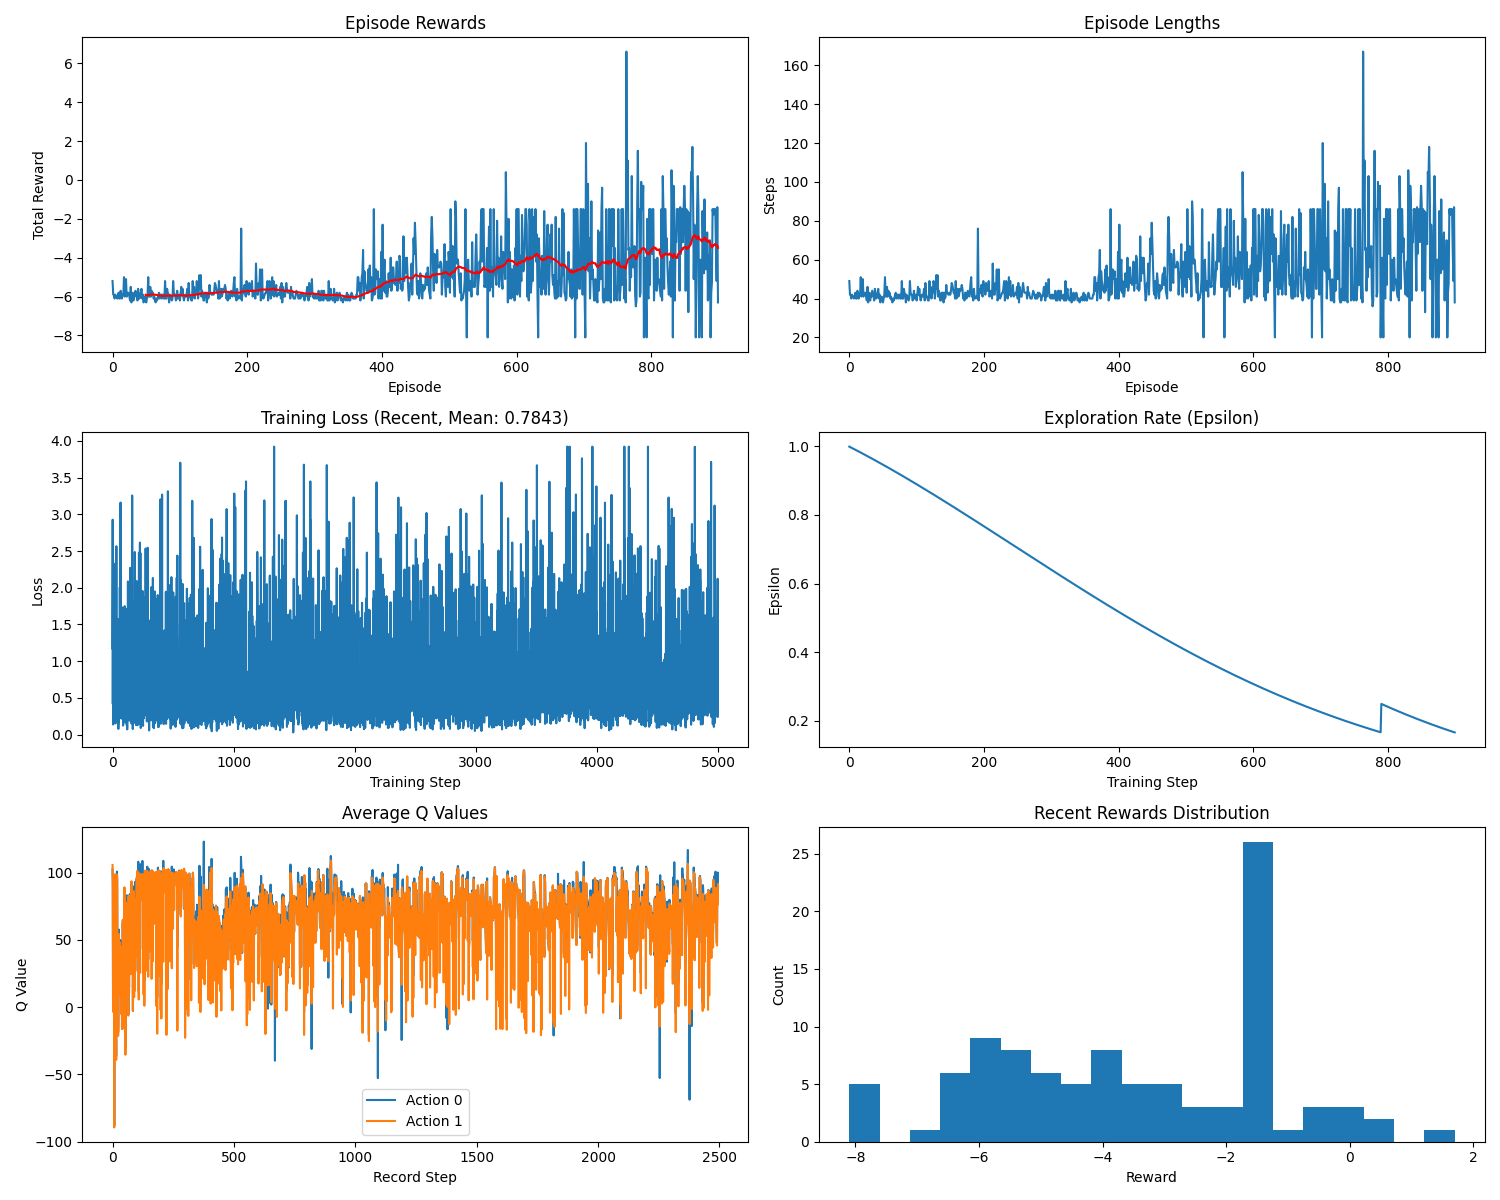 Episode Rewards
Total Reward
6
4
2
0
−2
−4
−6
−8
0 200 400 600 800
Episode
Episode Lengths
Steps
160
140
120
100
80
60
40
20
0 200 400 600 800
Episode
Training Loss (Recent, Mean: 0.7843)
Loss
4.0
3.5
3.0
2.5
2.0
1.5
1.0
0.5
0.0
0 1000 2000 3000 4000 5000
Training Step
Exploration Rate (Epsilon)
Epsilon
1.0
0.8
0.6
0.4
0.2
0 200 400 600 800
Training Step
Average Q Values
Q Value
100
50
0
−50
−100
Action 0
Action 1
0 500 1000 1500 2000 2500
Record Step
Recent Rewards Distribution
Count
25
20
15
10
5
0
−8 −6 −4 −2 0 2
Reward